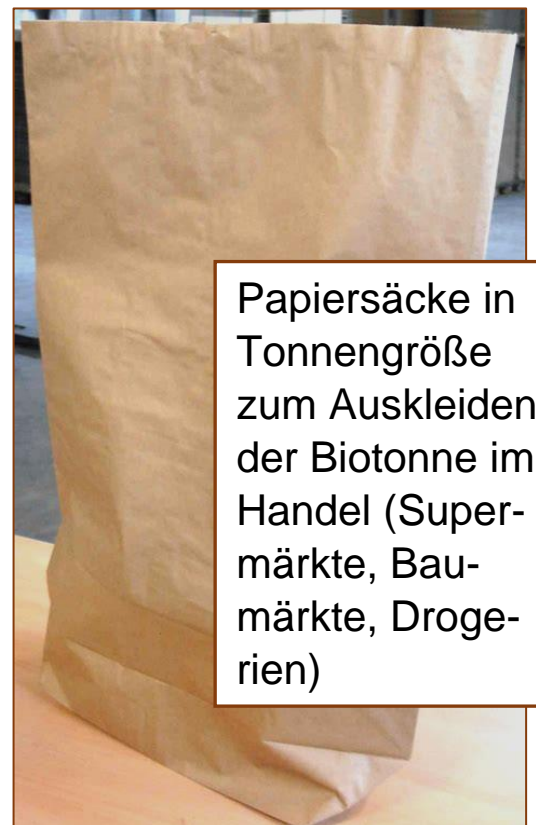 Papiersäcke in
Tonnengröße
zum Auskleiden
der Biotonne im
Handel (Super-
märkte, Bau-
märkte, Droge-
rien)